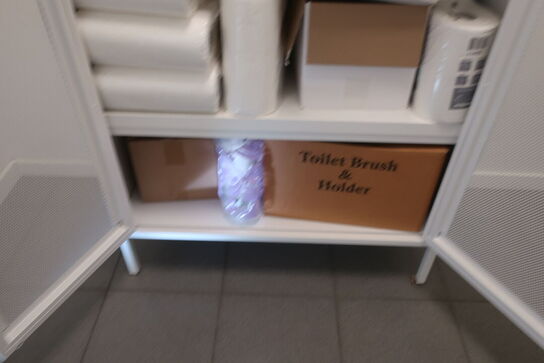 Toilet Brush
&
Holder